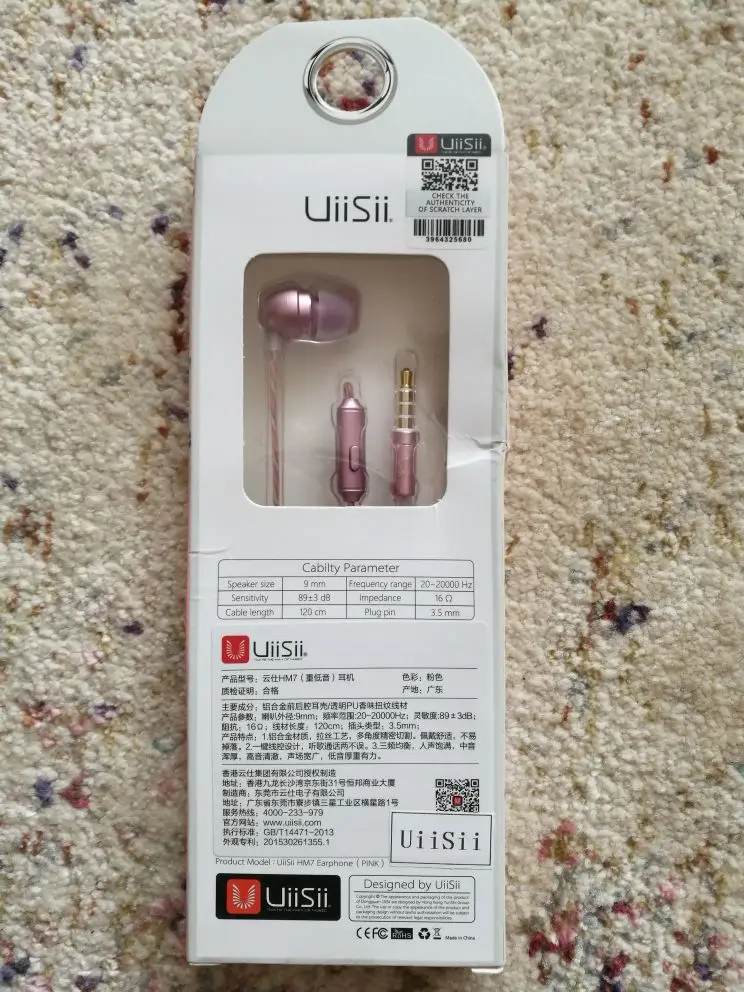 UiiSii
CHECK THE
AUTHENTICITY
OF SCRATCH LAYER
3964325680
UiiSii
Cabilty Parameter
Speaker size 9 mm Frequency range 20~20000 Hz
Sensitivity 89±3 dB Impedance 16 Ω
Cable length 120 cm Plug pin 3.5 mm
UiiSii
产品型号：云仕HM7（重低音）耳机 色彩：粉色
质检证明：合格 产地：广东
主要成分：铝合金前后腔耳壳/透明PU香味扭纹线材
产品参数：喇叭外径:9mm；频率范围:20~20000Hz；灵敏度:89±3dB；
阻抗：16Ω；线材长度：120cm；插头类型：3.5mm；
产品特点：1.铝合金材质，拉丝工艺，多角度精密切割。佩戴舒适，不易
掉落。2.一键线控设计，听歌通话两不误。3.三频均衡，人声饱满，中音
浑厚，高音清澈，声场宽广，低音厚重有力。
香港云仕集团有限公司授权制造
地址：香港九龙长沙湾京东街31号恒邦商业大厦
制造商：东莞市云仕电子有限公司
地址：广东省东莞市寮步镇三星工业区横星路1号
服务热线：4000-233-979
官方网站：www.uiisii.com
执行标准：GB/T14471-2013
外观专利：201530261355.1
UiiSii
Product Model : UiiSii HM7 Earphone（PINK）
UiiSii
Designed by UiiSii
CE FC RoHS Made in China